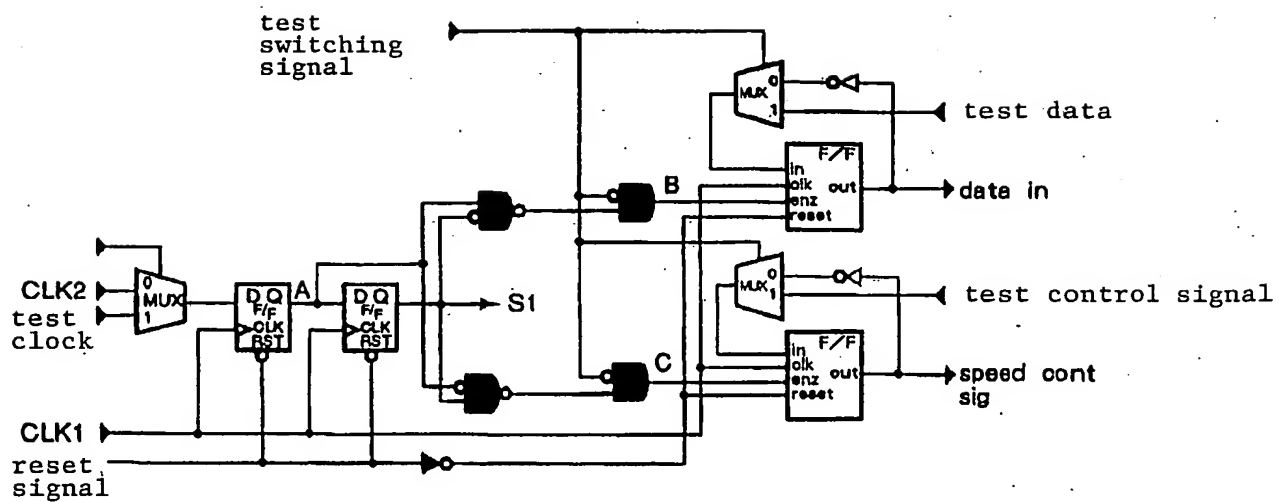 test
switching
signal
MUX
0
1
test data
F/F
in
clk
enz
reset
out
data in
B
CLK2
test
clock
0
MUX
1
D Q
F/F
CLK
RST
A
D Q
F/F
CLK
RST
S1
MUX
0
1
test control signal
C
F/F
in
clk
enz
reset
out
speed cont
sig
CLK1
reset
signal